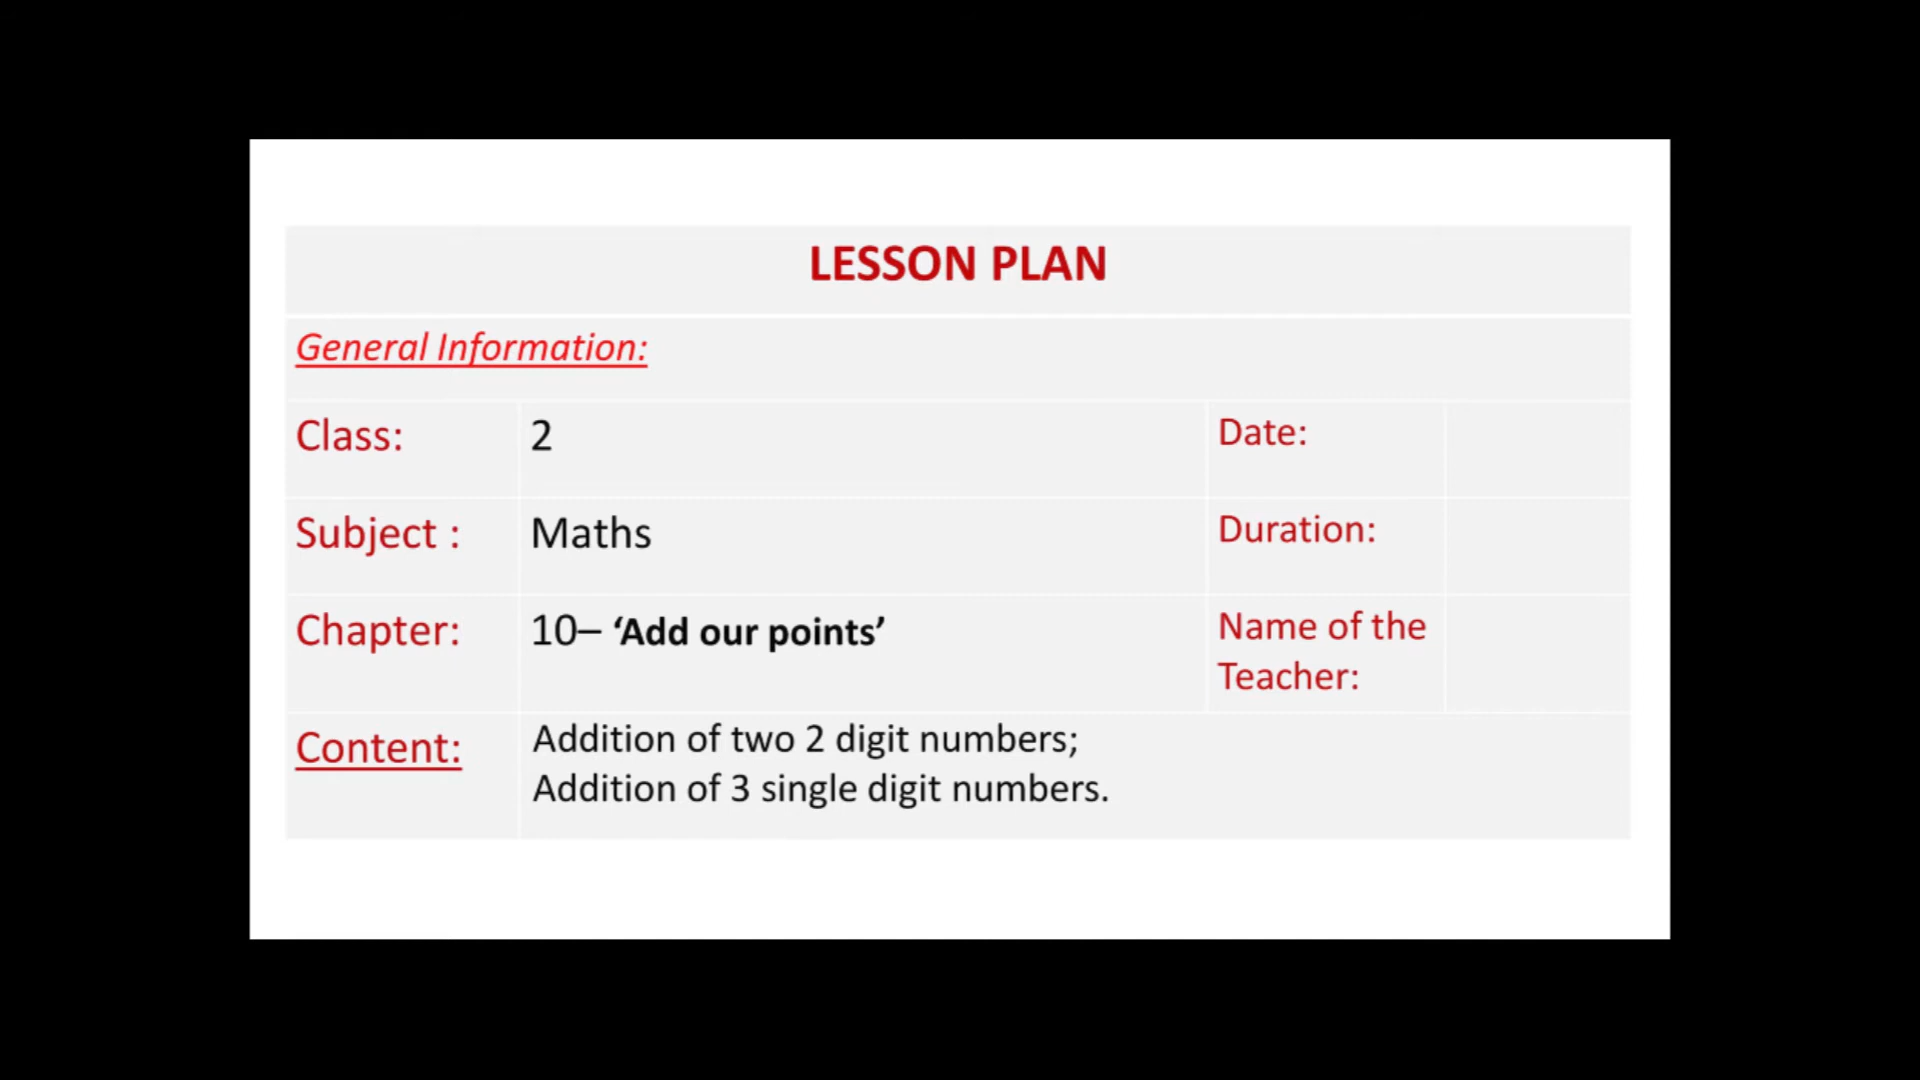 LESSON PLAN
General Information:
Class: 2 Date:
Subject : Maths Duration:
Chapter: 10– ‘Add our points’ Name of the
Teacher:
Content: Addition of two 2 digit numbers;
Addition of 3 single digit numbers.